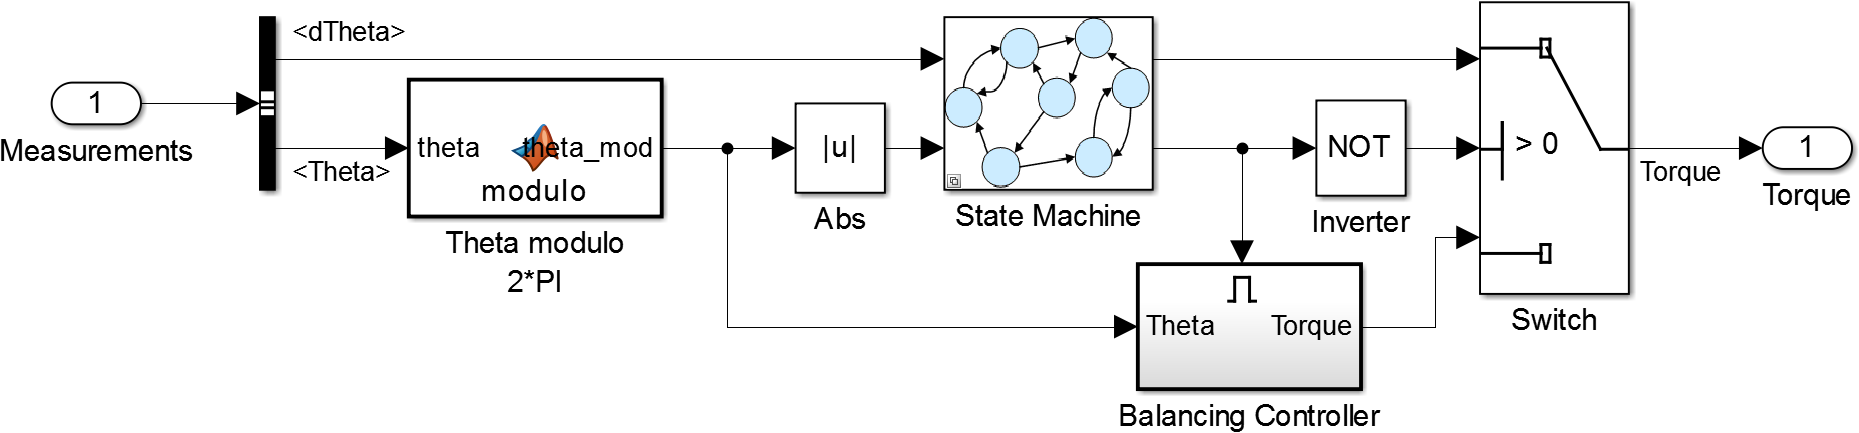 <dTheta>
1
Measurements
<Theta>
theta
theta_mod
modulo
Theta modulo
2*PI
|u|
Abs
State Machine
NOT
Inverter
Theta
Torque
Balancing Controller
> 0
Switch
Torque
1
Torque